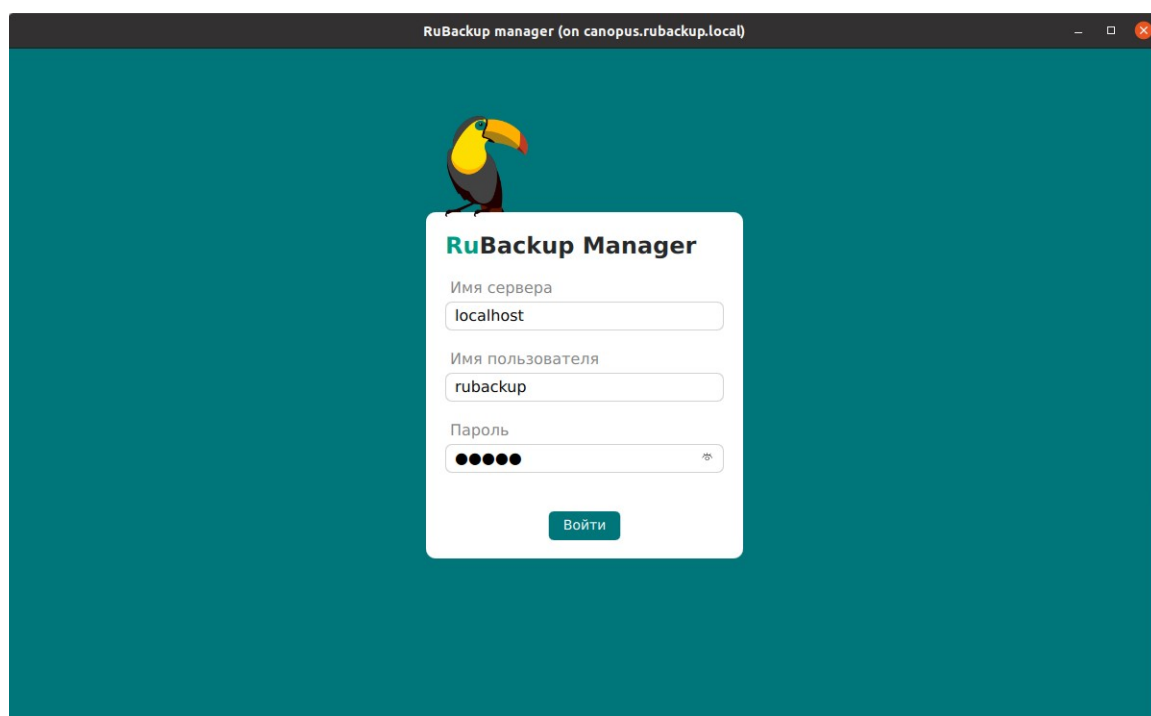 RuBackup manager (on canopus.rubackup.local)
RuBackup Manager
Имя сервера
localhost
Имя пользователя
rubackup
Пароль
●●●●●
Войти